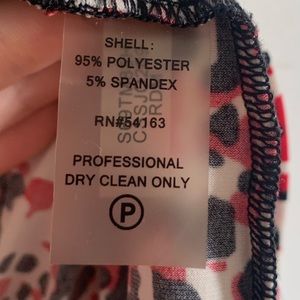 SHELL:
95% POLYESTER
5% SPANDEX
RN#54163
PROFESSIONAL
DRY CLEAN ONLY
P